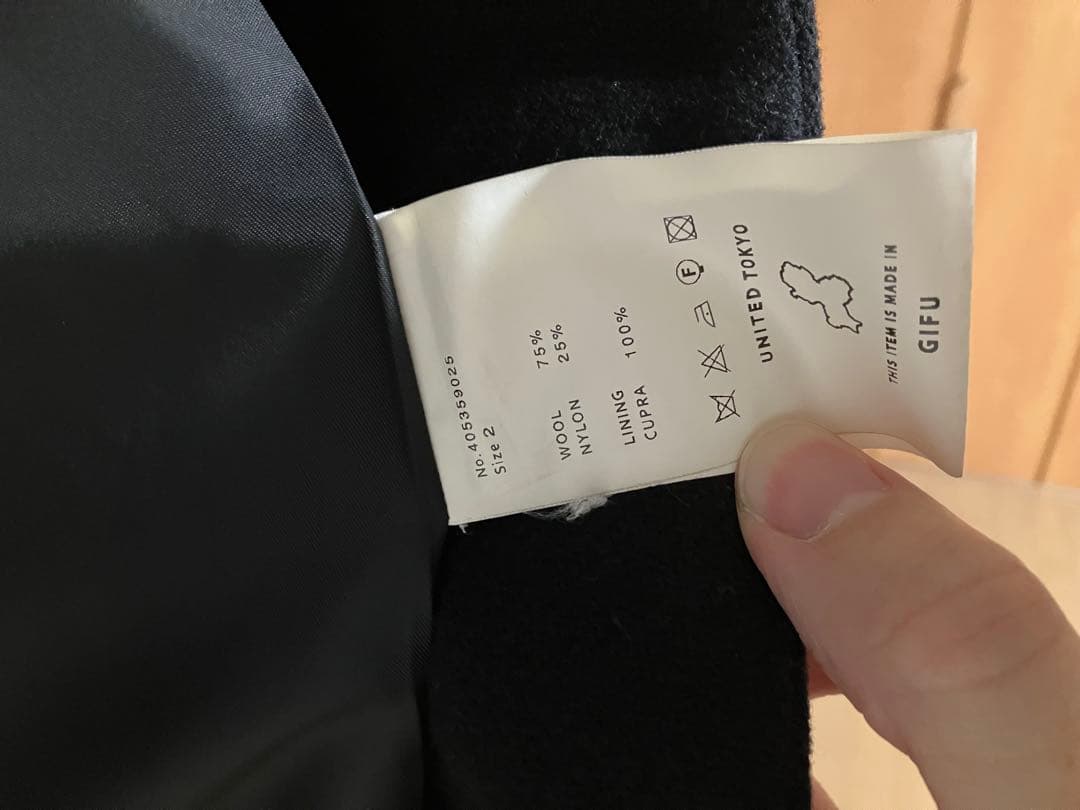 No.405359025
Size 2
WOOL 75%
NYLON 25%
LINING
CUPRA 100%
F
UNITED TOKYO
THIS ITEM IS MADE IN
GIFU